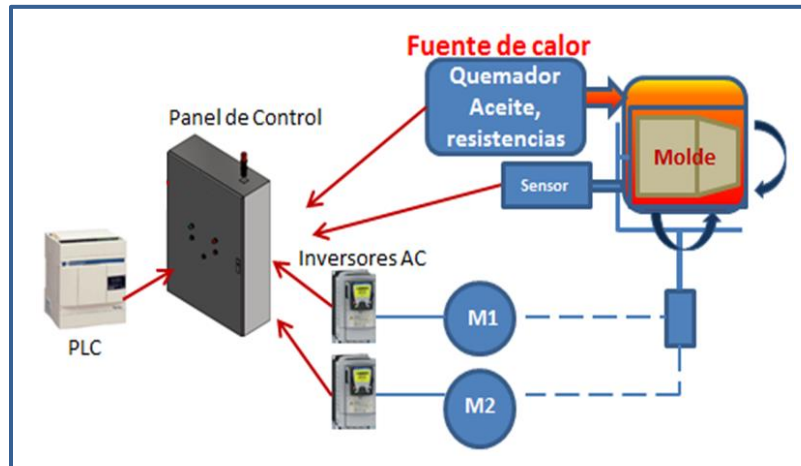 Fuente de calor
Quemador
Aceite,
resistencias
Panel de Control
Molde
Sensor
Inversores AC
PLC
M1
M2